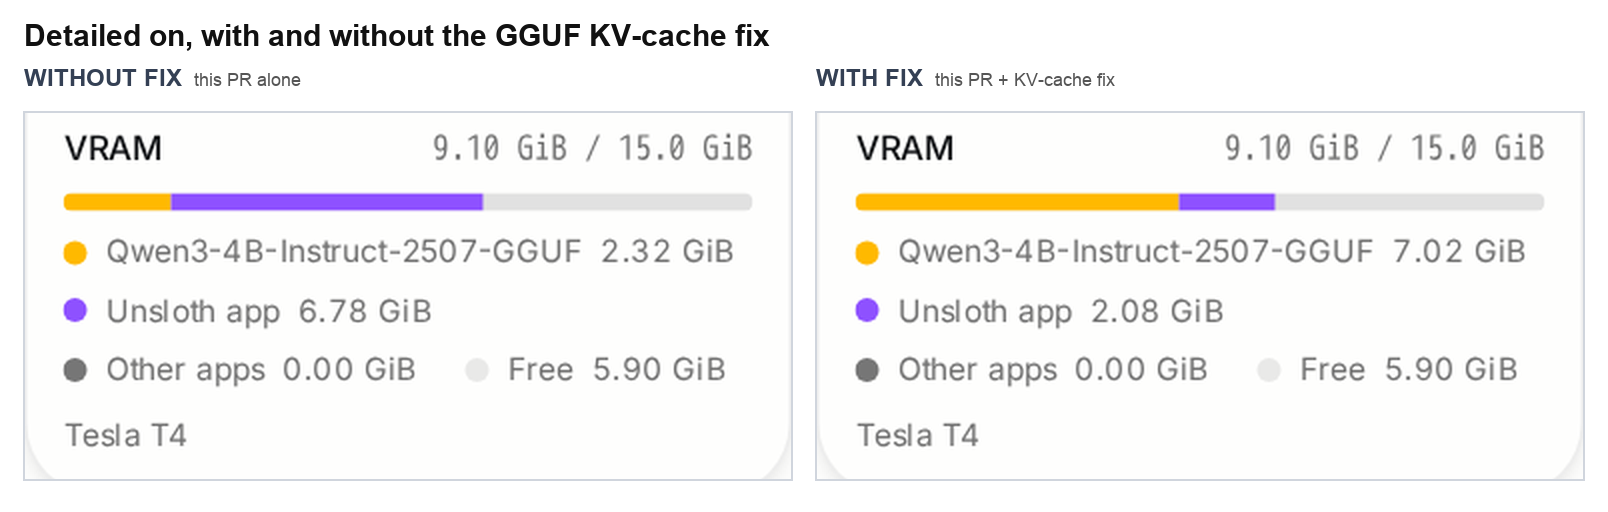 Detailed on, with and without the GGUF KV-cache fix
WITHOUT FIX this PR alone
VRAM 9.10 GiB / 15.0 GiB
Qwen3-4B-Instruct-2507-GGUF 2.32 GiB
Unsloth app 6.78 GiB
Other apps 0.00 GiB Free 5.90 GiB
Tesla T4
WITH FIX this PR + KV-cache fix
VRAM 9.10 GiB / 15.0 GiB
Qwen3-4B-Instruct-2507-GGUF 7.02 GiB
Unsloth app 2.08 GiB
Other apps 0.00 GiB Free 5.90 GiB
Tesla T4